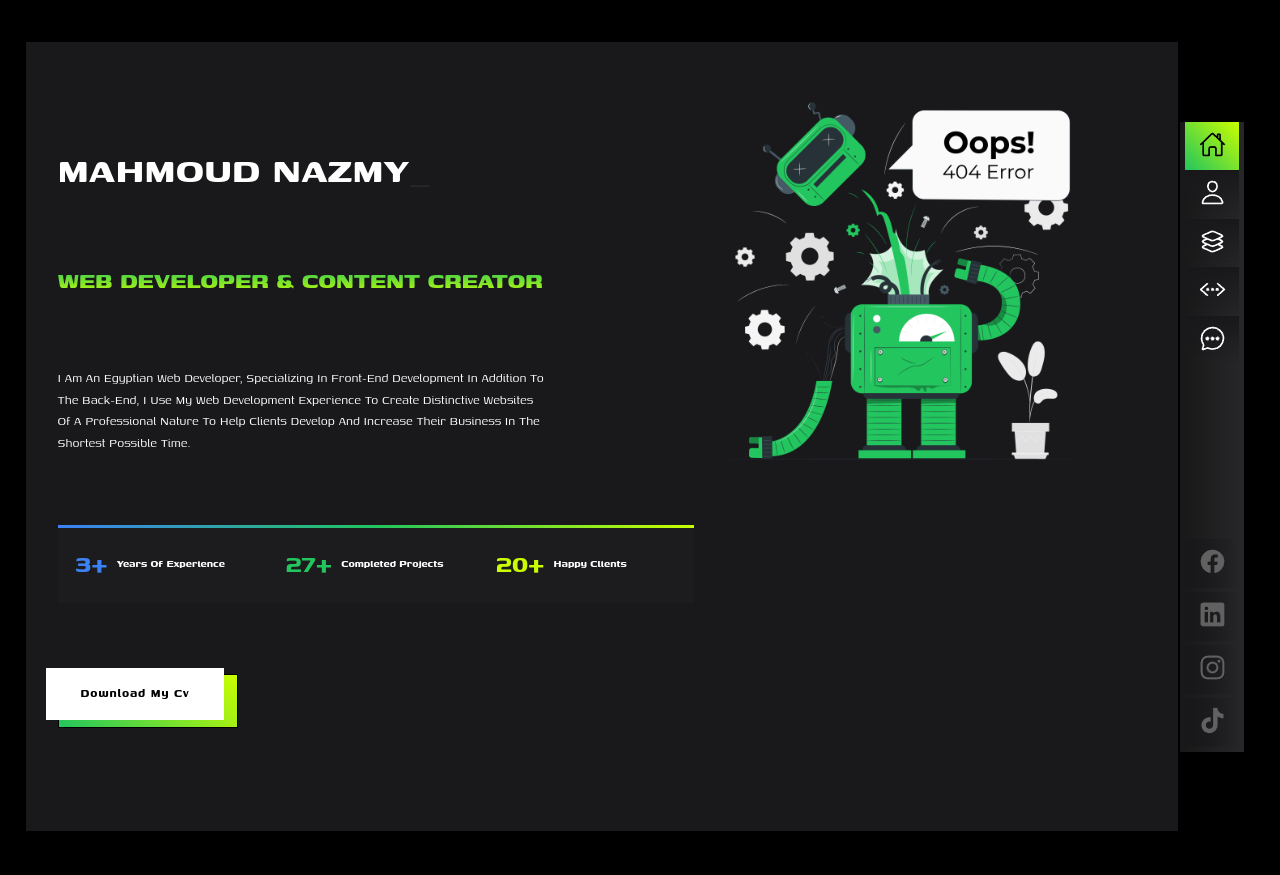 MAHMOUD NAZMY_
WEB DEVELOPER & CONTENT CREATOR
I Am An Egyptian Web Developer, Specializing In Front-End Development In Addition To
The Back-End, I Use My Web Development Experience To Create Distinctive Websites
Of A Professional Nature To Help Clients Develop And Increase Their Business In The
Shortest Possible Time.
3+ Years Of Experience
27+ Completed Projects
20+ Happy Clients
Download My Cv
Oops!
404 Error